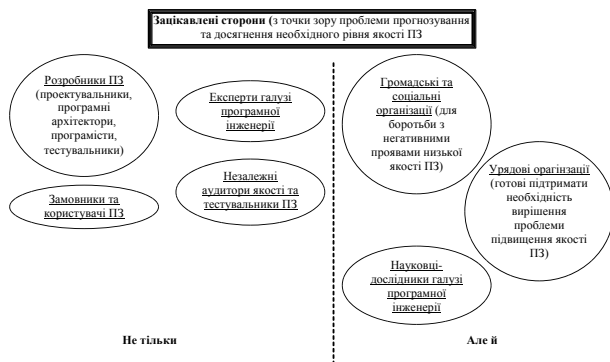 Зацікавлені сторони (з точки зору проблеми прогнозування
та досягнення необхідного рівня якості ПЗ
Розробники ПЗ
(проектувальники,
програмні
архітектори,
програмісти,
тестувальники)
Експерти галузі
програмної
інженерії
Замовники та
користувачі ПЗ
Незалежні
аудитори якості та
тестувальники ПЗ
Громадські та
соціальні
організації (для
боротьби з
негативними
проявами низької
якості ПЗ)
Урядові орагінзації
(готові підтримати
необхідність
вирішення
проблеми
підвищення якості
ПЗ)
Науковці-
дослідники галузі
програмної
інженерії
Не тільки
Але й